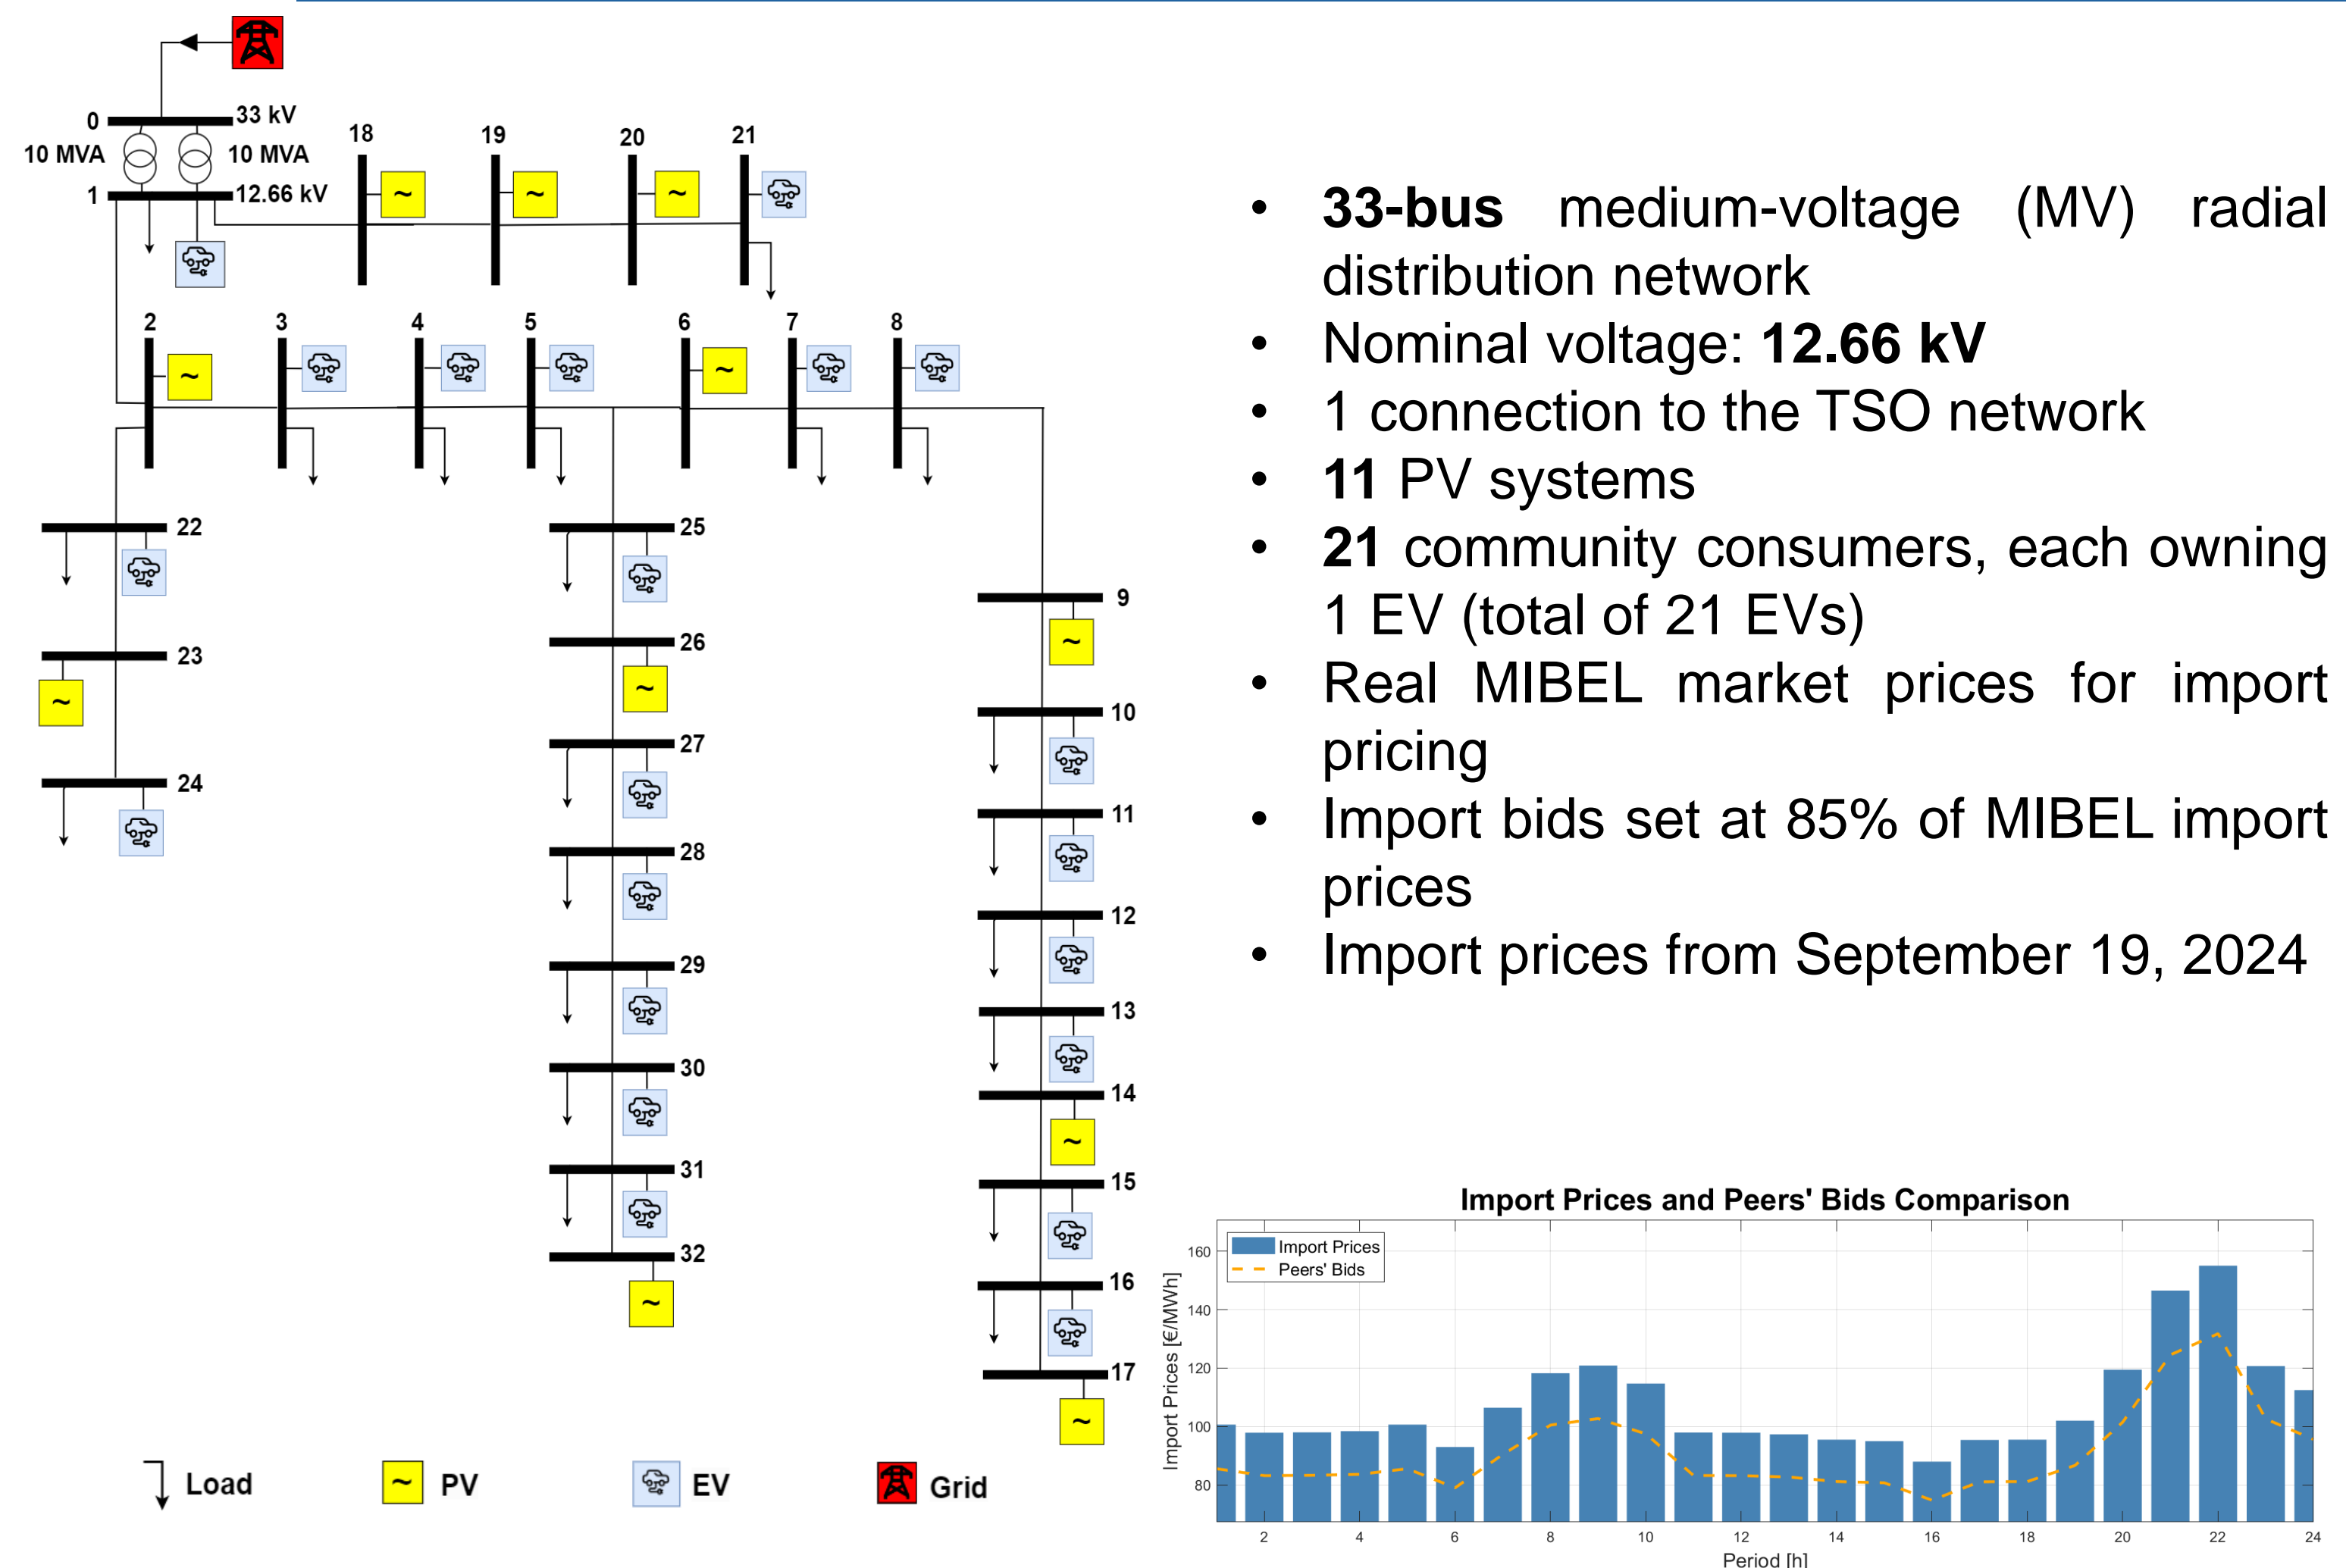 0
33 kV
10 MVA
10 MVA
1
12.66 kV
18
19
20
21
~
~
~
2
3
4
5
6
7
8
~
~
22
23
~
24
25
26
~
27
28
29
30
31
32
~
9
~
10
11
12
13
14
~
15
16
17
~
Load
~
PV
EV
Grid
• 33-bus medium-voltage (MV) radial
distribution network
• Nominal voltage: 12.66 kV
• 1 connection to the TSO network
• 11 PV systems
• 21 community consumers, each owning
1 EV (total of 21 EVs)
• Real MIBEL market prices for import
pricing
• Import bids set at 85% of MIBEL import
prices
• Import prices from September 19, 2024
Import Prices and Peers' Bids Comparison
Import Prices
Peers' Bids
Import Prices [€/MWh]
160
140
120
100
80
2 4 6 8 10 12 14 16 18 20 22 24
Period [h]